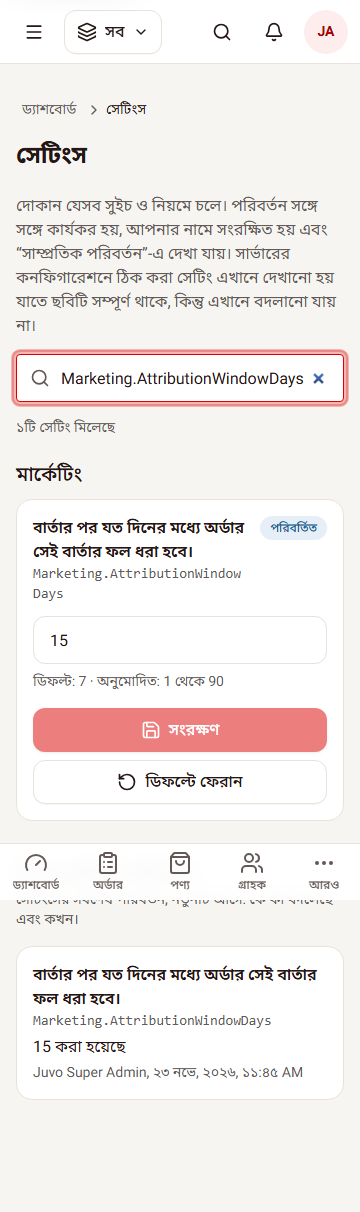 সব
JA
ড্যাশবোর্ড
সেটিংস
সেটিংস
দোকান যেসব সুইচ ও নিয়মে চলে। পরিবর্তন সঙ্গে
সঙ্গে কার্যকর হয়, আপনার নামে সংরক্ষিত হয় এবং
“সাম্প্রতিক পরিবর্তন”-এ দেখা যায়। সার্ভারের
কনফিগারেশনে ঠিক করা সেটিং এখানে দেখানো হয়
যাতে ছবিটি সম্পূর্ণ থাকে, কিন্তু এখানে বদলানো যায়
না।
Marketing.AttributionWindowDays
১টি সেটিং মিলেছে
মার্কেটিং
বার্তার পর যত দিনের মধ্যে অর্ডার
সেই বার্তার ফল ধরা হবে।
পরিবর্তিত
Marketing.AttributionWindow
Days
15
ডিফল্ট: 7 · অনুমোদিত: 1 থেকে 90
সংরক্ষণ
ডিফল্টে ফেরান
ড্যাশবোর্ড
অর্ডার
পণ্য
গ্রাহক
আরও
এবং কখন।
বার্তার পর যত দিনের মধ্যে অর্ডার সেই বার্তার
ফল ধরা হবে।
Marketing.AttributionWindowDays
15 করা হয়েছে
Juvo Super Admin, ২৩ নভে, ২০২৬, ১১:৪৫ AM